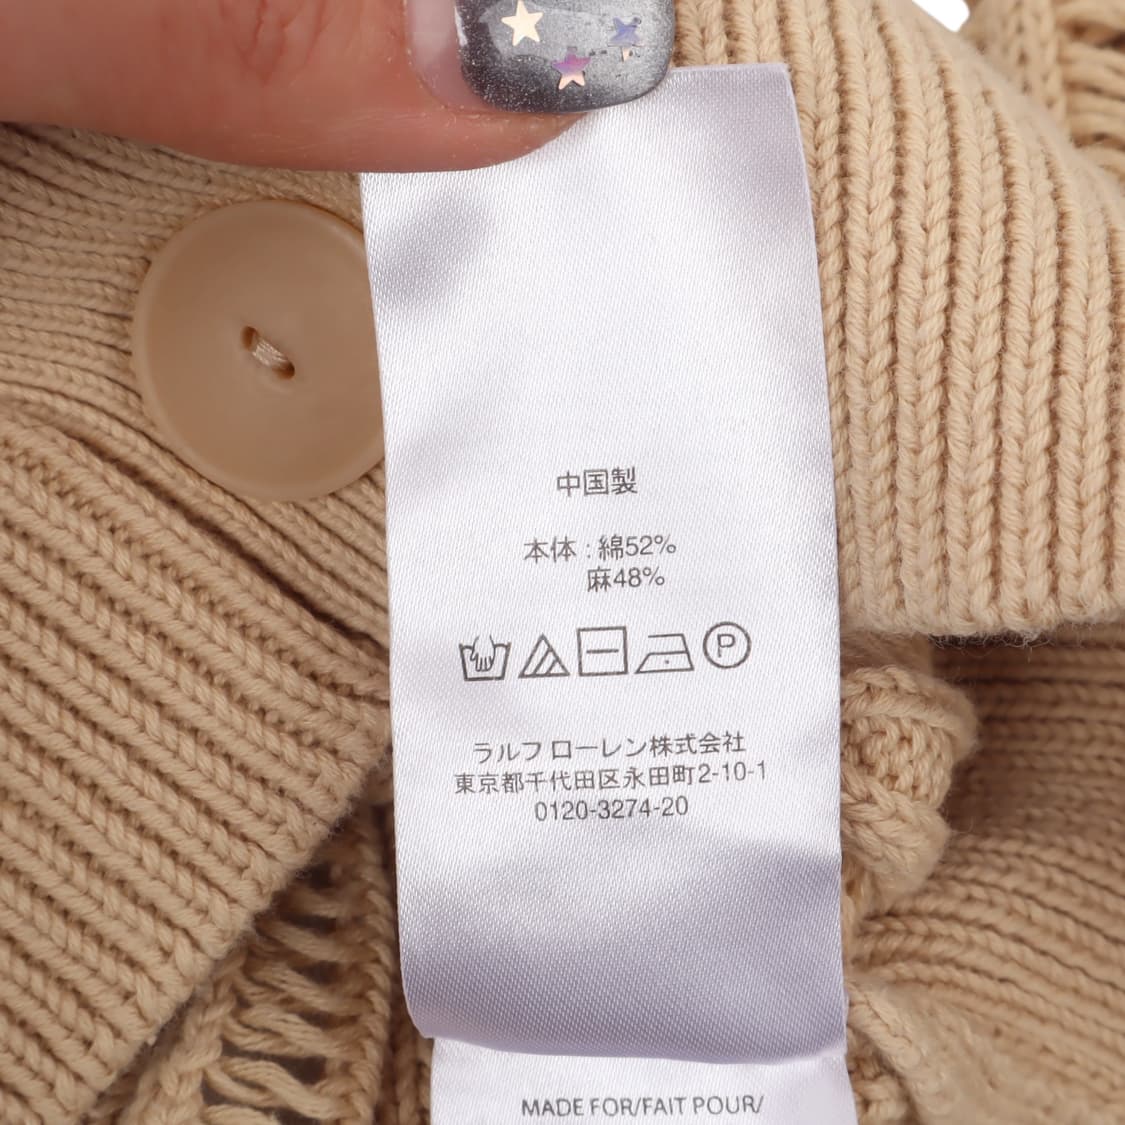 中国製
本体 : 綿52%
麻48%
P
ラルフ ローレン株式会社
東京都千代田区永田町2-10-1
0120-3274-20
MADE FOR/FAIT POUR/